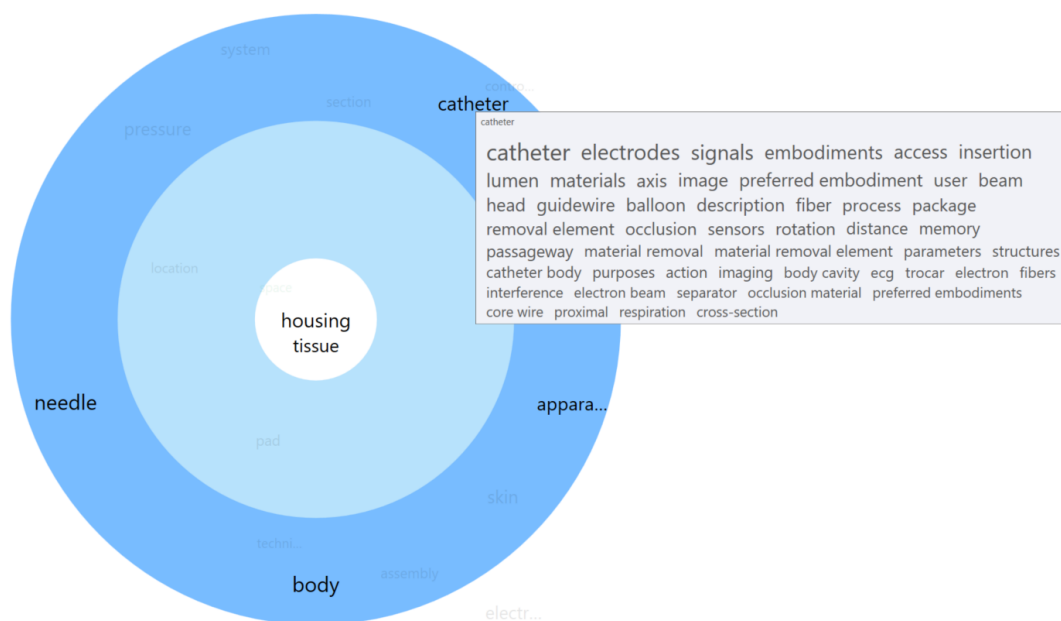 system
compo...
section
catheter
pressure
catheter
catheter electrodes signals embodiments access insertion
lumen materials axis image preferred embodiment user beam
head guidewire balloon description fiber process package
removal element occlusion sensors rotation distance memory
passageway material removal material removal element parameters structures
catheter body purposes action imaging body cavity ecg trocar electron fibers
interference electron beam separator occlusion material preferred embodiments
core wire proximal respiration cross-section
location
space
housing
tissue
needle
appara...
pad
skin
techni...
assembly
body
electr...